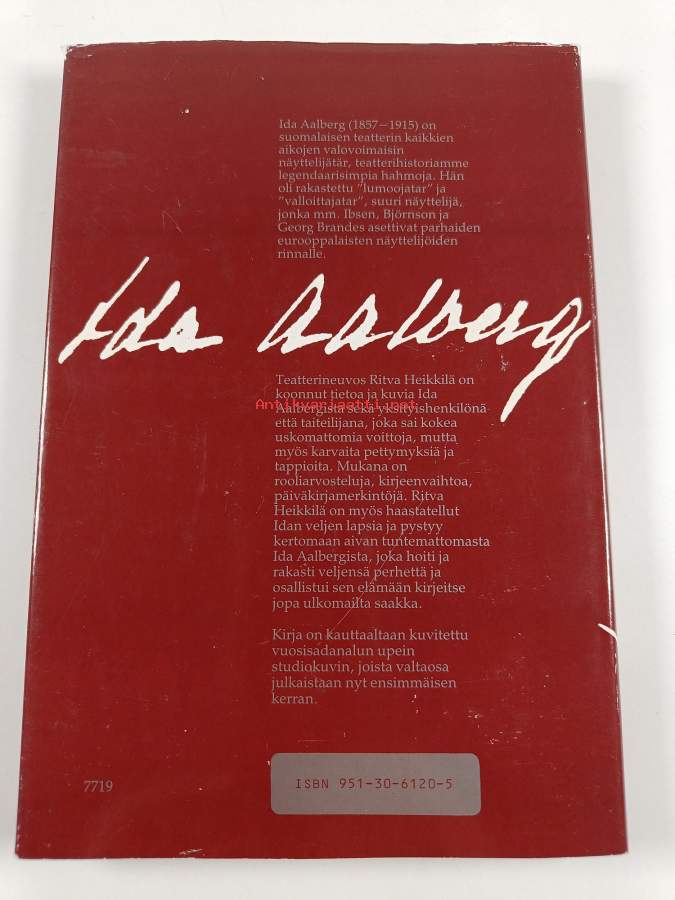 Ida Aalberg (1857—1915) on
suomalaisen teatterin kaikkien
aikojen valovoimaisin
näyttelijätär, teatterihistoriamme
legendaarisimpia hahmoja. Hän
oli rakastettu ”lumoojatar” ja
”valloittajatar”, suuri näyttelijä,
jonka mm. Ibsen, Björnson ja
Georg Brandes asettivat parhaiden
eurooppalaisten näyttelijöiden
rinnalle.
Ida Aalberg
Teatterineuvos Ritva Heikkilä on
koonnut tietoa ja kuvia Ida
Antikvariaatti.net
Aalbergista sekä yksityishenkilönä
että taiteilijana, joka sai kokea
uskomattomia voittoja, mutta
myös karvaita pettymyksiä ja
tappioita. Mukana on
rooliarvosteluja, kirjeenvaihtoa,
päiväkirjamerkintöjä. Ritva
Heikkilä on myös haastatellut
Idan veljen lapsia ja pystyy
kertomaan aivan tuntemattomasta
Ida Aalbergista, joka hoiti ja
rakasti veljensä perhettä ja
osallistui sen elämään kirjeitse
jopa ulkomailta saakka.
Kirja on kauttaaltaan kuvitettu
vuosisadanalun upein
studiokuvin, joista valtaosa
julkaistaan nyt ensimmäisen
kerran.
7719
ISBN 951-30-6120-5